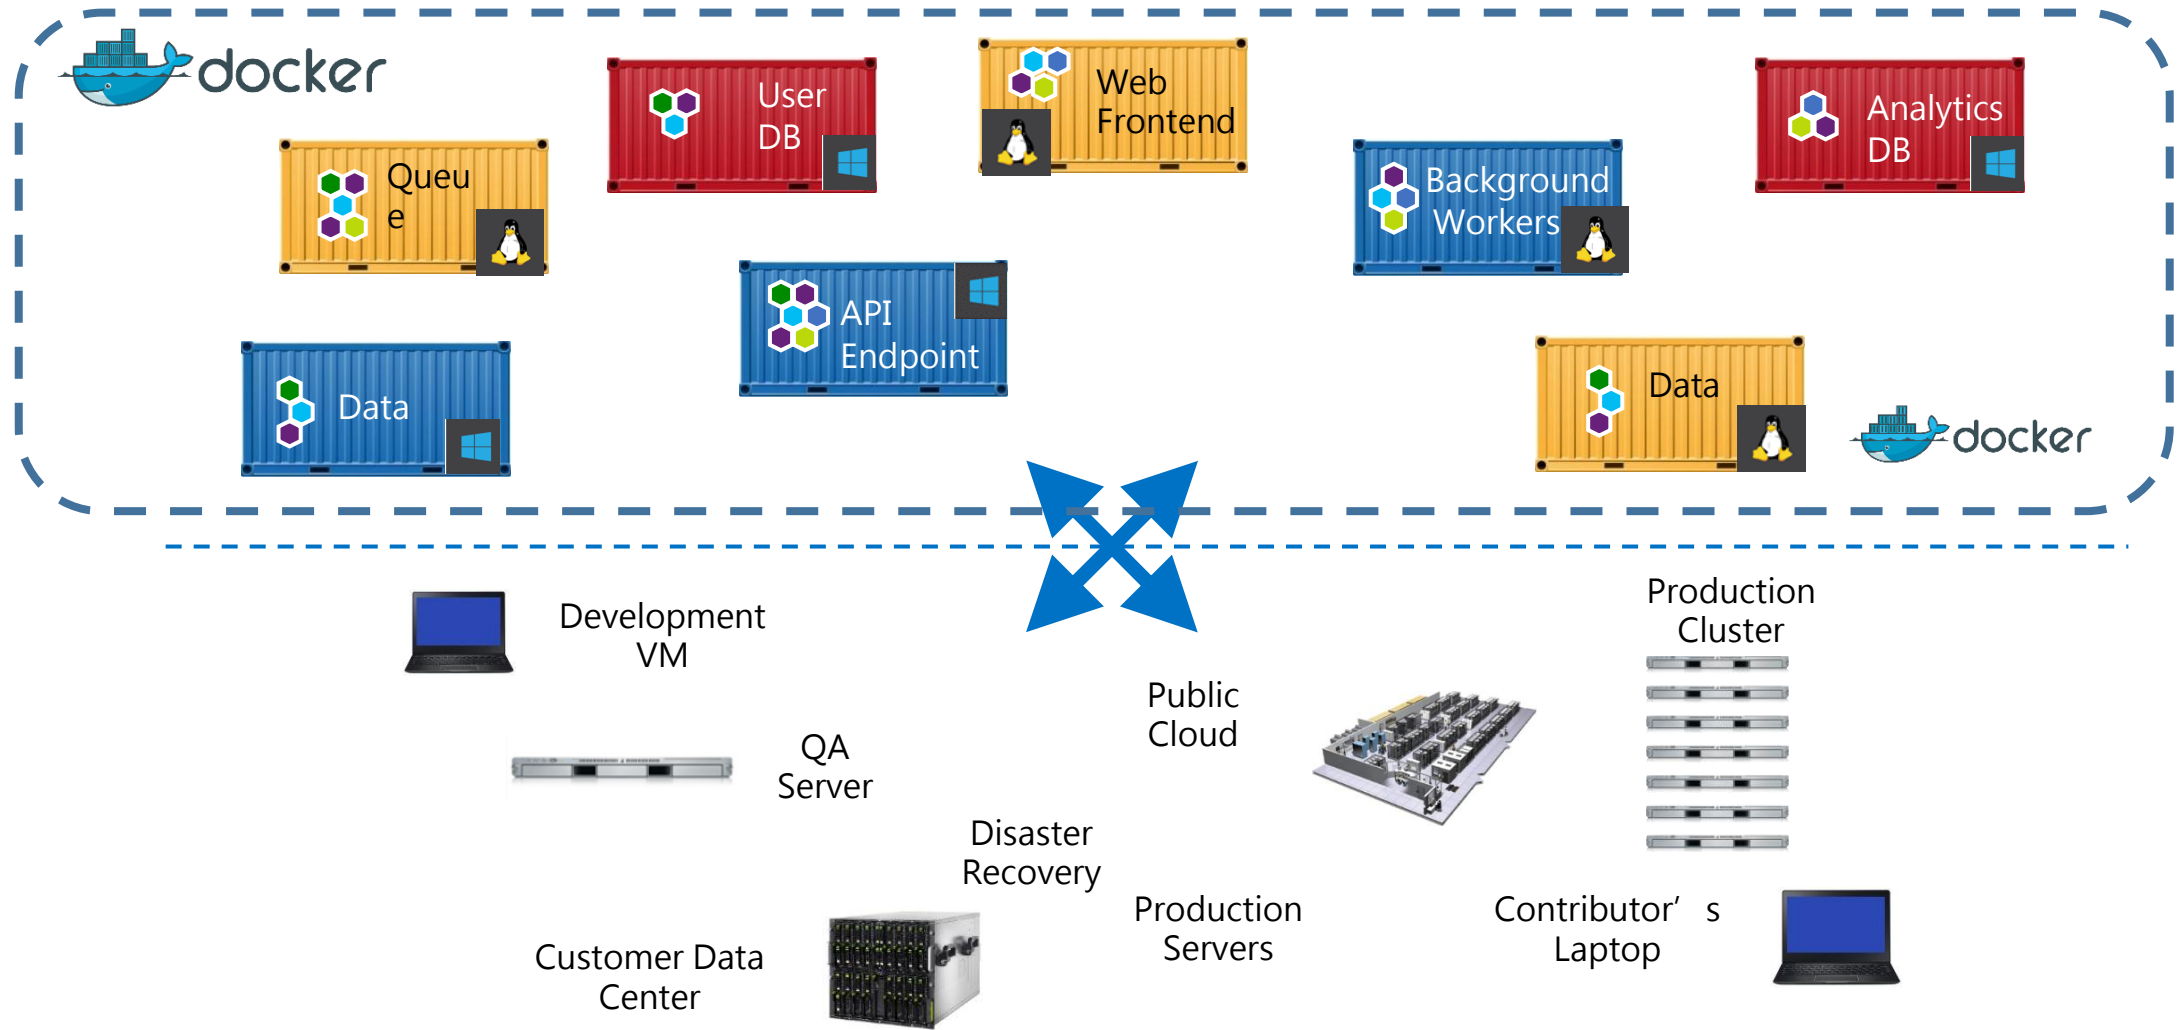 docker
User
DB
Web
Frontend
Analytics
DB
Queu
e
Background
Workers
API
Endpoint
Data
Data
docker
Development
VM
Production
Cluster
Public
Cloud
QA
Server
Disaster
Recovery
Production
Servers
Contributor’s
Laptop
Customer Data
Center